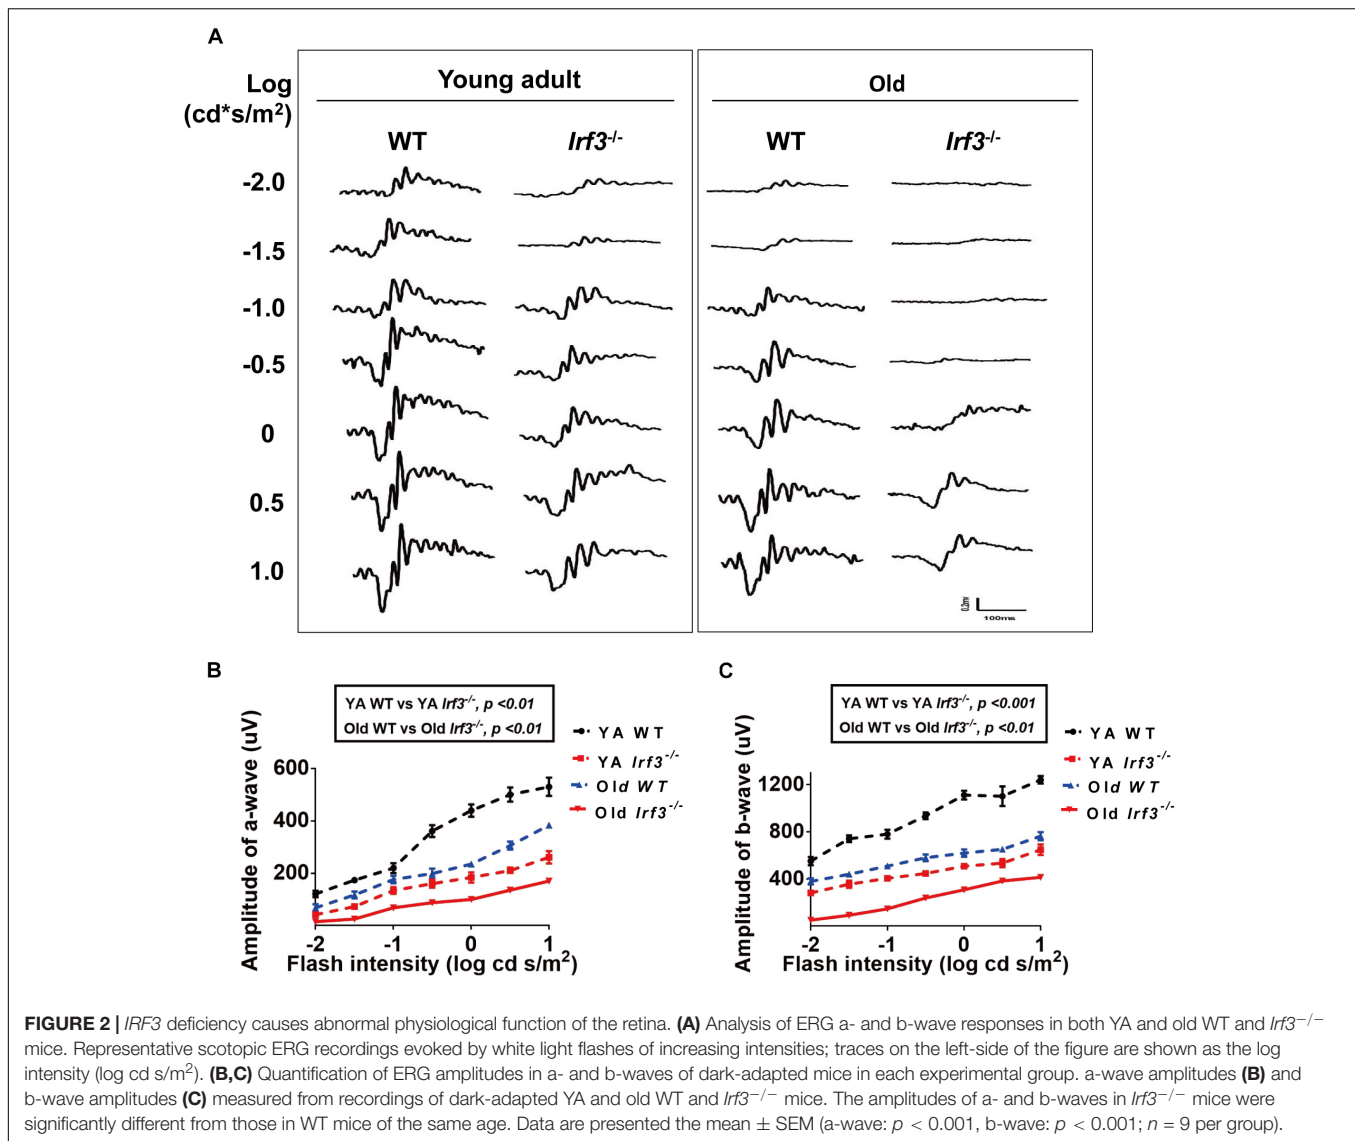 A
Log
(cd*s/m²)
Young adult
Old
WT
Irf3-/-
WT
Irf3-/-
-2.0
-1.5
-1.0
-0.5
0
0.5
1.0
0.2mv
100ms
B
YA WT vs YA Irf3-/-, p <0.01
Old WT vs Old Irf3-/-, p <0.01
YA WT
YA Irf3-/-
Old WT
Old Irf3-/-
Amplitude of a-wave (uV)
600
400
200
-2
-1
0
1
Flash intensity (log cd s/m²)
C
YA WT vs YA Irf3-/-, p <0.001
Old WT vs Old Irf3-/-, p <0.01
YA WT
YA Irf3-/-
Old WT
Old Irf3-/-
Amplitude of b-wave (uV)
1200
800
400
-2
-1
0
1
Flash intensity (log cd s/m²)
FIGURE 2 | IRF3 deficiency causes abnormal physiological function of the retina. (A) Analysis of ERG a- and b-wave responses in both YA and old WT and Irf3−/−
mice. Representative scotopic ERG recordings evoked by white light flashes of increasing intensities; traces on the left-side of the figure are shown as the log
intensity (log cd s/m²). (B,C) Quantification of ERG amplitudes in a- and b-waves of dark-adapted mice in each experimental group. a-wave amplitudes (B) and
b-wave amplitudes (C) measured from recordings of dark-adapted YA and old WT and Irf3−/− mice. The amplitudes of a- and b-waves in Irf3−/− mice were
significantly different from those in WT mice of the same age. Data are presented the mean ± SEM (a-wave: p < 0.001, b-wave: p < 0.001; n = 9 per group).